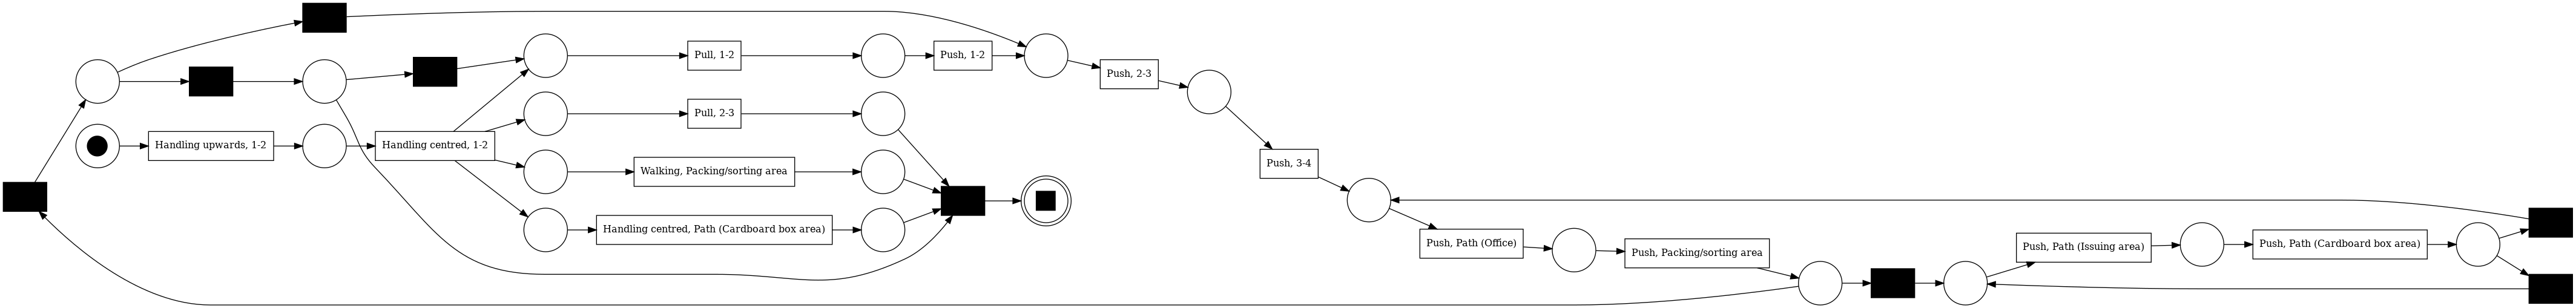 Pull, 1-2
Push, 1-2
Push, 2-3
Pull, 2-3
Handling upwards, 1-2
Handling centred, 1-2
Push, 3-4
Walking, Packing/sorting area
Handling centred, Path (Cardboard box area)
Push, Path (Office)
Push, Packing/sorting area
Push, Path (Issuing area)
Push, Path (Cardboard box area)